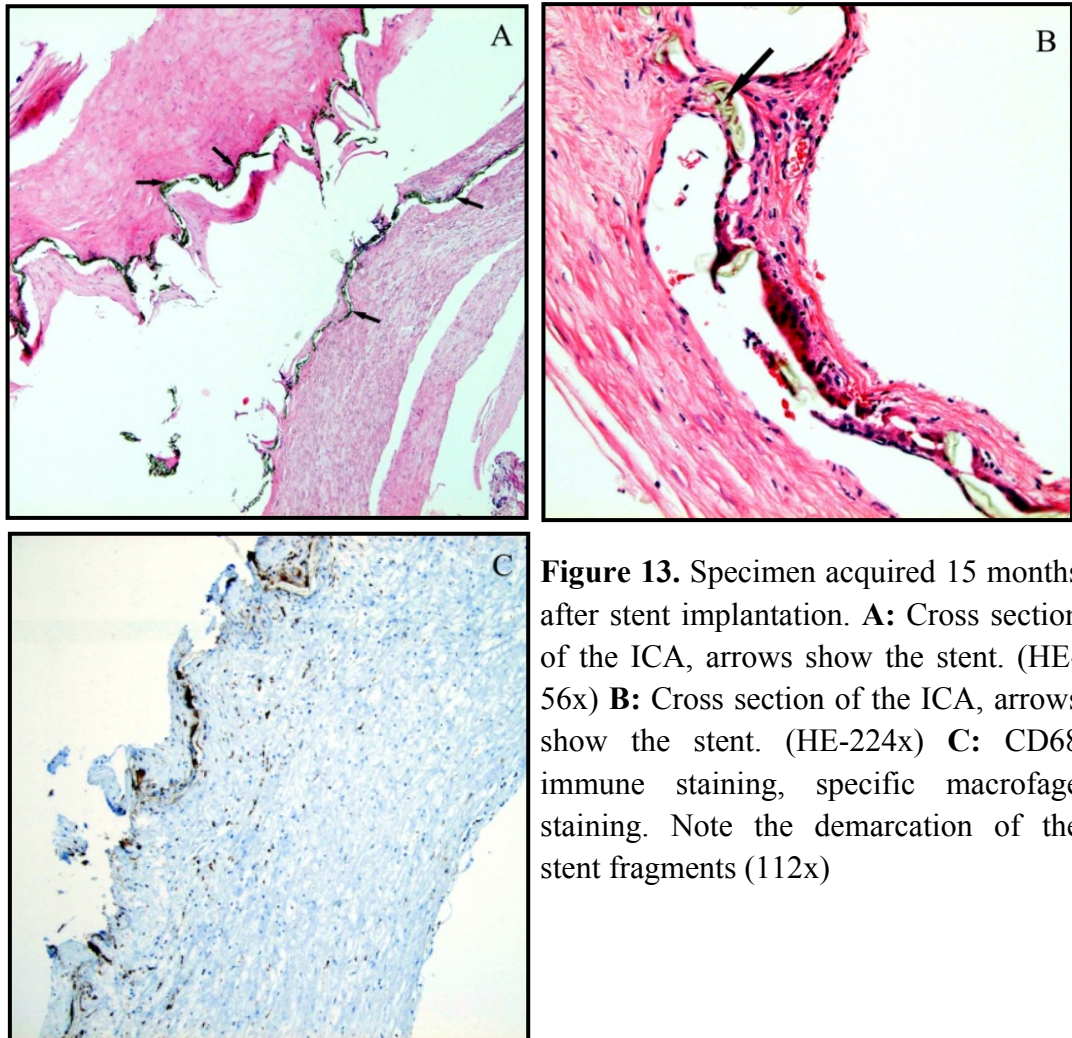 A
B
C
Figure 13. Specimen acquired 15 months
after stent implantation. A: Cross section
of the ICA, arrows show the stent. (HE-
56x) B: Cross section of the ICA, arrows
show the stent. (HE-224x) C: CD68
immune staining, specific macrofage
staining. Note the demarcation of the
stent fragments (112x)